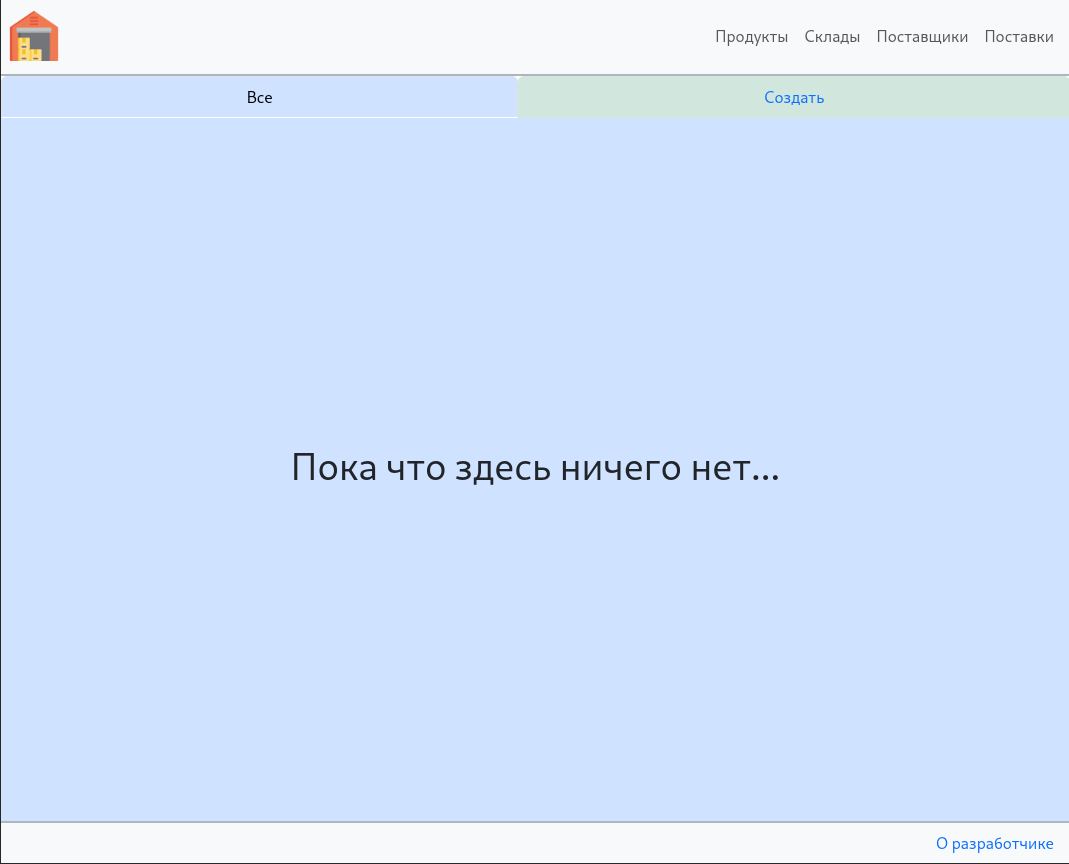 Продукты Склады Поставщики Поставки
Все Создать
Пока что здесь ничего нет...
О разработчике